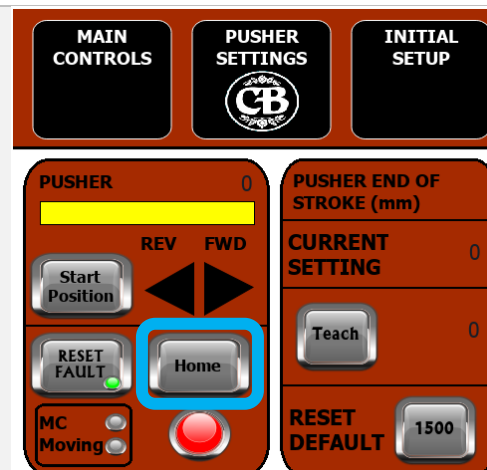 MAIN
CONTROLS
PUSHER
SETTINGS
CB
INITIAL
SETUP
PUSHER 0
REV FWD
Start
Position
RESET
FAULT
Home
MC
Moving
PUSHER END OF
STROKE (mm)
CURRENT
SETTING
0
Teach
0
RESET
DEFAULT
1500